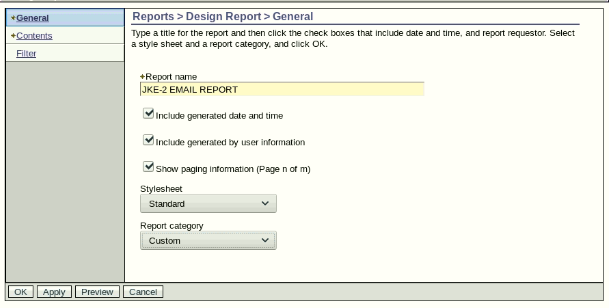 General
Contents
Filter
Reports > Design Report > General
Type a title for the report and then click the check boxes that include date and time, and report requestor. Select
a style sheet and a report category, and click OK.
Report name
JKE-2 EMAIL REPORT
Include generated date and time
Include generated by user information
Show paging information (Page n of m)
Stylesheet
Standard
Report category
Custom
OK Apply Preview Cancel